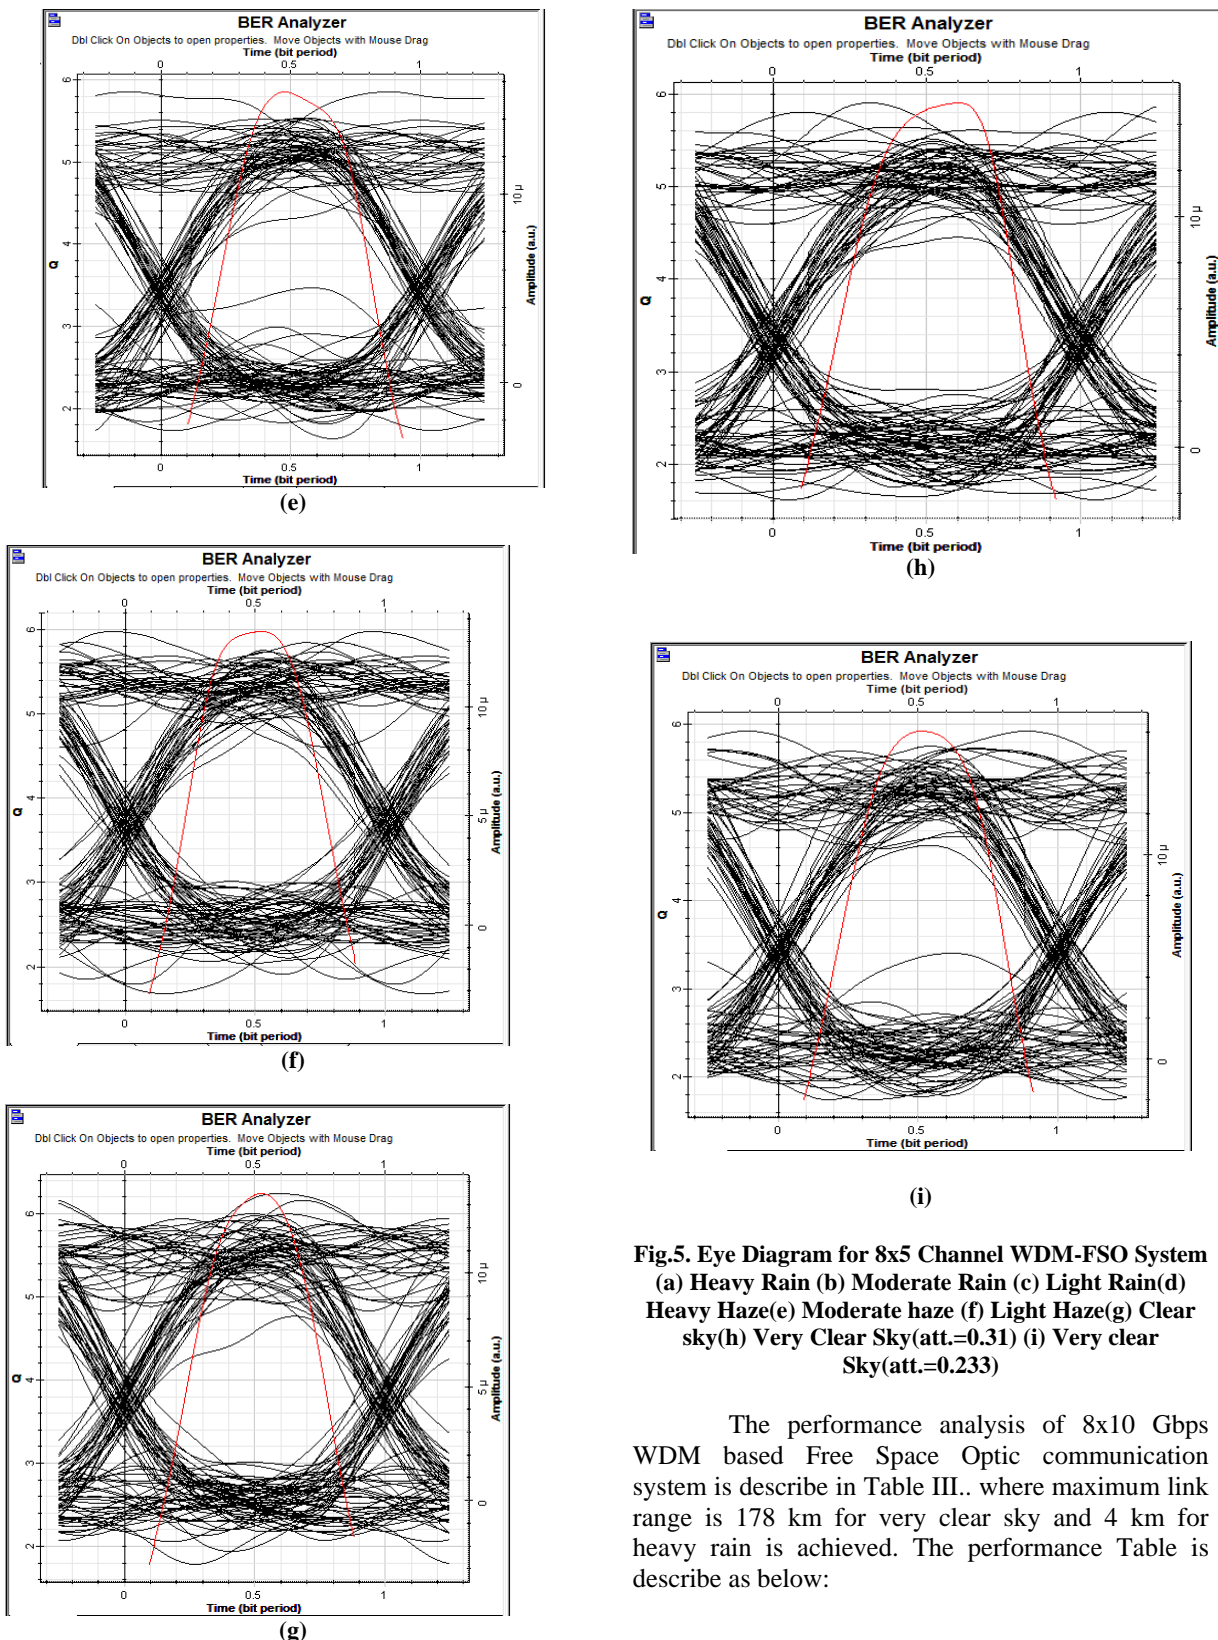 BER Analyzer
Dbl Click On Objects to open properties. Move Objects with Mouse Drag
Time (bit period)
0 0.5 1
6
5
4
3
2
Q
10 µ
0
Amplitude (a.u.)
0 0.5 1
Time (bit period)
(e)
BER Analyzer
Dbl Click On Objects to open properties. Move Objects with Mouse Drag
Time (bit period)
0 0.5 1
6
5
4
3
2
Q
10 µ
5 µ
0
Amplitude (a.u.)
0 0.5 1
Time (bit period)
(f)
BER Analyzer
Dbl Click On Objects to open properties. Move Objects with Mouse Drag
Time (bit period)
0 0.5 1
6
5
4
3
2
Q
10 µ
5 µ
0
Amplitude (a.u.)
0 0.5 1
Time (bit period)
(g)
BER Analyzer
Dbl Click On Objects to open properties. Move Objects with Mouse Drag
Time (bit period)
0 0.5 1
6
5
4
3
2
Q
10 µ
0
Amplitude (a.u.)
0 0.5 1
Time (bit period)
(h)
BER Analyzer
Dbl Click On Objects to open properties. Move Objects with Mouse Drag
Time (bit period)
0 0.5 1
6
5
4
3
2
Q
10 µ
0
Amplitude (a.u.)
0 0.5 1
Time (bit period)
(i)
Fig.5. Eye Diagram for 8x5 Channel WDM-FSO System
(a) Heavy Rain (b) Moderate Rain (c) Light Rain(d)
Heavy Haze(e) Moderate haze (f) Light Haze(g) Clear
sky(h) Very Clear Sky(att.=0.31) (i) Very clear
Sky(att.=0.233)
The performance analysis of 8x10 Gbps
WDM based Free Space Optic communication
system is describe in Table III.. where maximum link
range is 178 km for very clear sky and 4 km for
heavy rain is achieved. The performance Table is
describe as below: